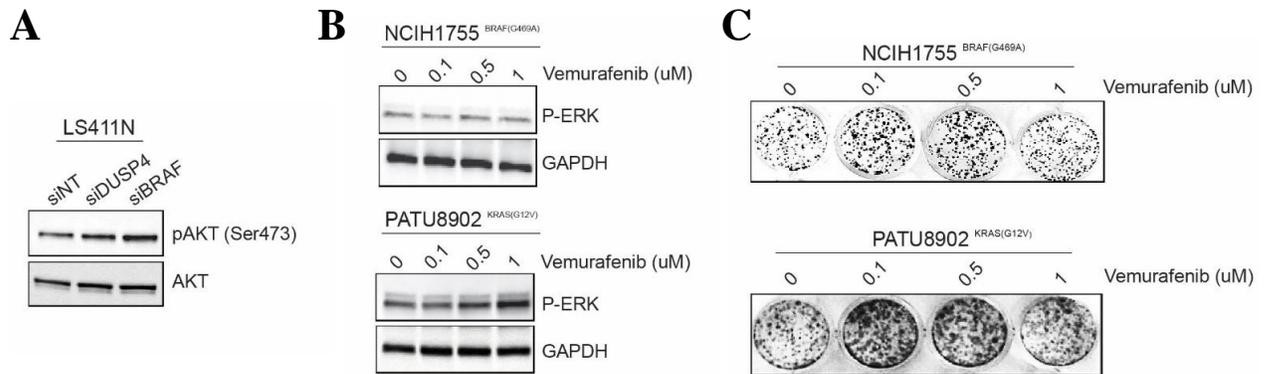 A
LS411N
siNT siDUSP4 siBRAF
pAKT (Ser473)
AKT
B
NCIH1755 BRAF(G469A)
0 0.1 0.5 1 Vemurafenib (uM)
P-ERK
GAPDH
PATU8902 KRAS(G12V)
0 0.1 0.5 1 Vemurafenib (uM)
P-ERK
GAPDH
C
NCIH1755 BRAF(G469A)
0 0.1 0.5 1 Vemurafenib (uM)
PATU8902 KRAS(G12V)
0 0.1 0.5 1 Vemurafenib (uM)